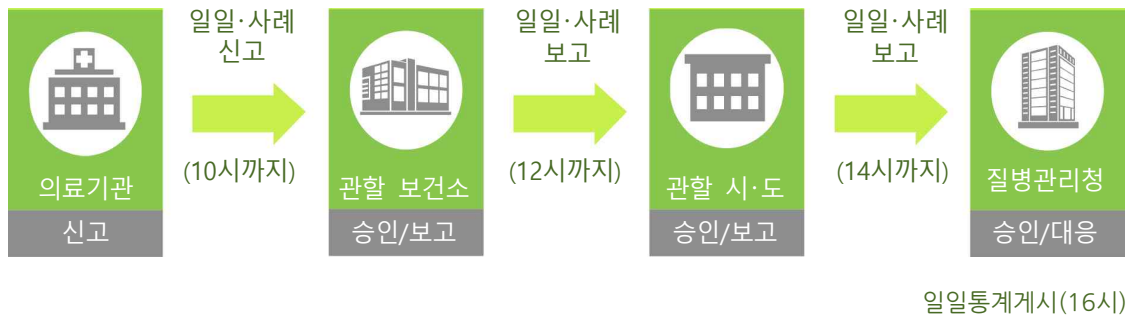 일일·사례
신고
일일·사례
보고
일일·사례
보고
(10시까지)
(12시까지)
(14시까지)
의료기관
관할 보건소
관할 시·도
질병관리청
신고
승인/보고
승인/보고
승인/대응
일일통계게시(16시)